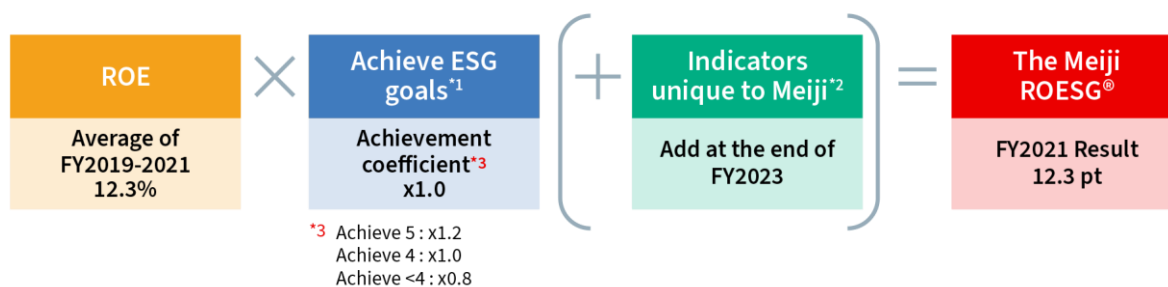 ROE
Average of
FY2019-2021
12.3%
×
Achieve ESG
goals*1
Achievement
coefficient*3
x1.0
(
+
Indicators
unique to Meiji*2
Add at the end of
FY2023
)
=
The Meiji
ROESG®
FY2021 Result
12.3 pt
*3 Achieve 5 : x1.2
Achieve 4 : x1.0
Achieve <4 : x0.8